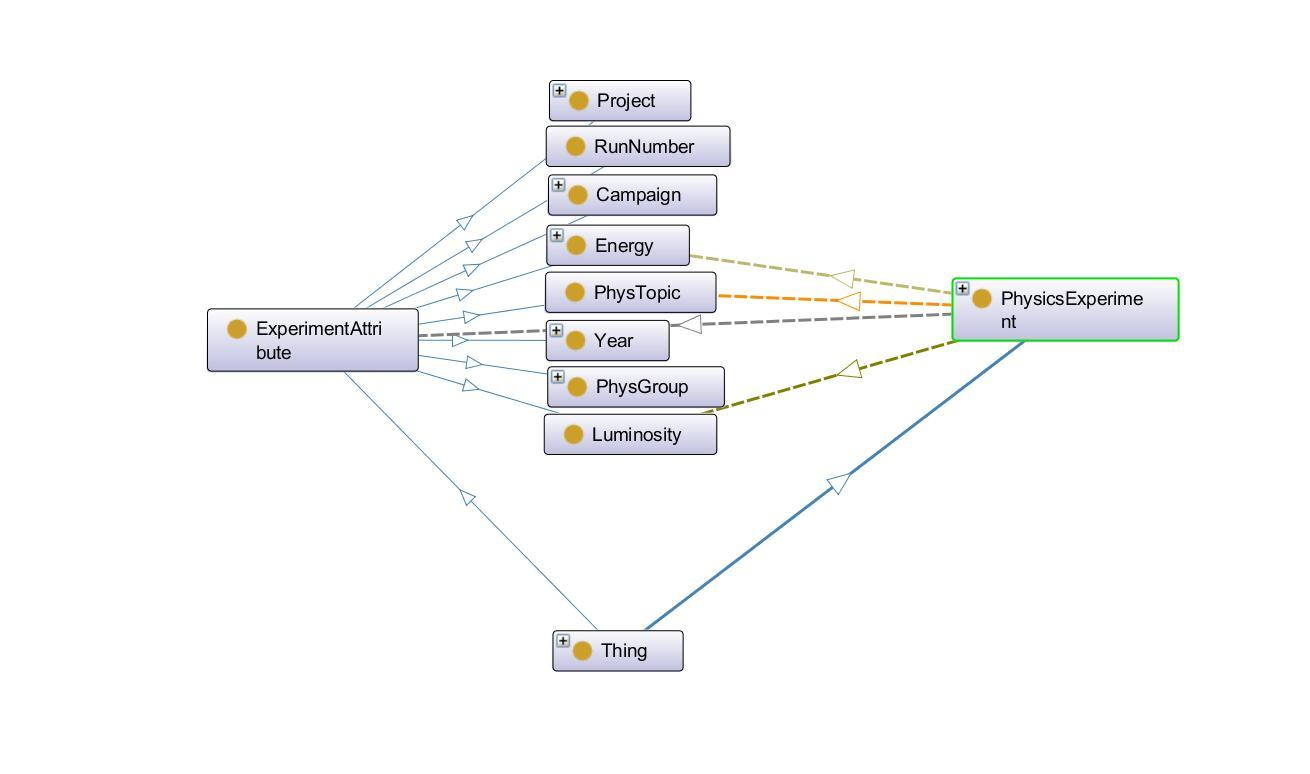 Project
RunNumber
Campaign
Energy
PhysTopic
PhysicsExperime
nt
ExperimentAttri
bute
Year
PhysGroup
Luminosity
Thing